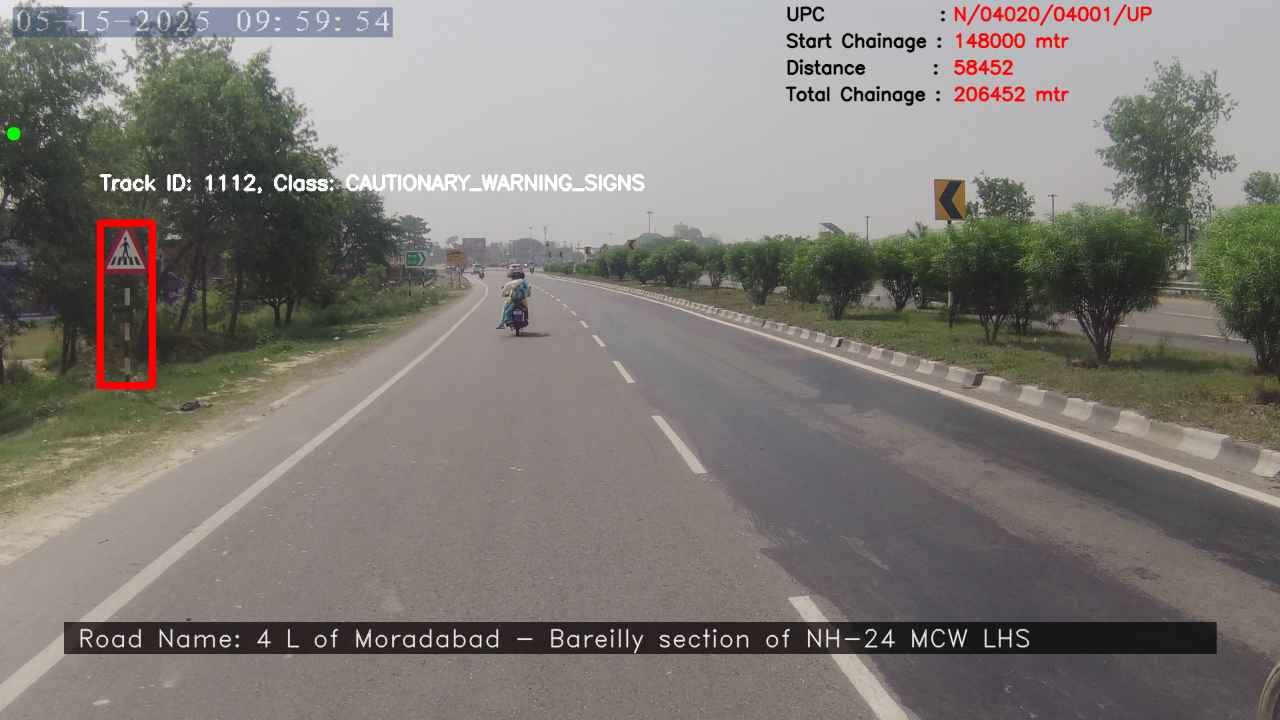 05-15-2025 09:59:54
UPC : N/04020/04001/UP
Start Chainage : 148000 mtr
Distance : 58452
Total Chainage : 206452 mtr
Track ID: 1112, Class: CAUTIONARY_WARNING_SIGNS
Road Name: 4 L of Moradabad - Bareilly section of NH-24 MCW LHS